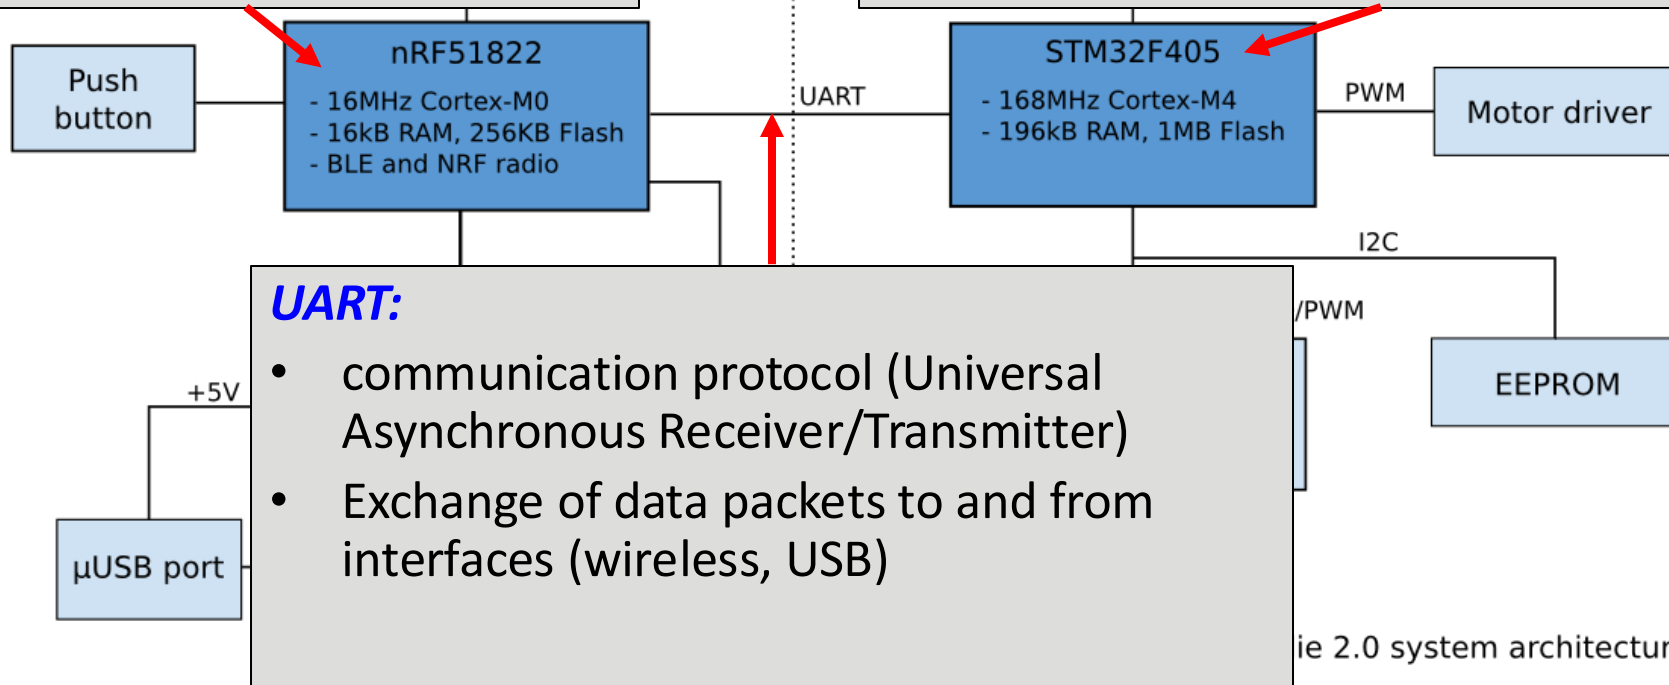 Push
button
nRF51822
- 16MHz Cortex-M0
- 16kB RAM, 256KB Flash
- BLE and NRF radio
UART
STM32F405
- 168MHz Cortex-M4
- 196kB RAM, 1MB Flash
PWM
Motor driver
I2C
/PWM
EEPROM
+5V
µUSB port
UART:
• communication protocol (Universal
Asynchronous Receiver/Transmitter)
• Exchange of data packets to and from
interfaces (wireless, USB)
ie 2.0 system architectur